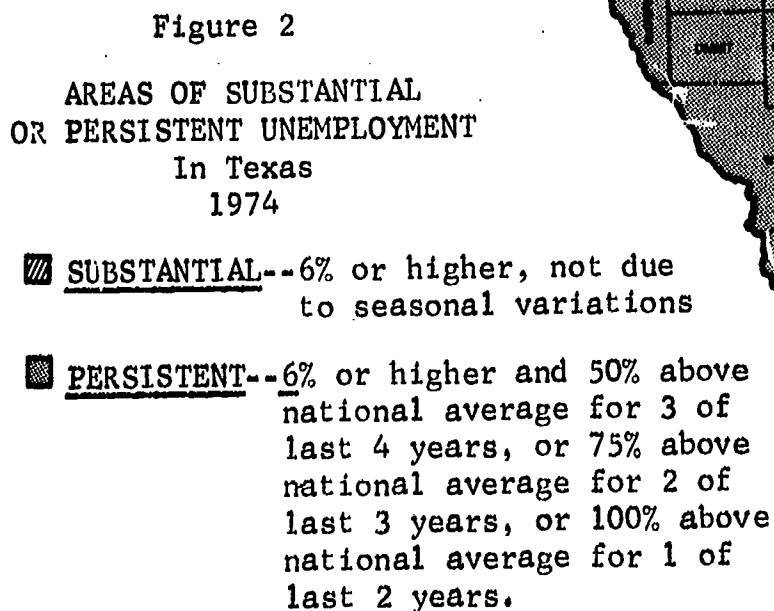 Figure 2
AREAS OF SUBSTANTIAL
OR PERSISTENT UNEMPLOYMENT
In Texas
1974
SUBSTANTIAL--6% or higher, not due
to seasonal variations
PERSISTENT--6% or higher and 50% above
national average for 3 of
last 4 years, or 75% above
national average for 2 of
last 3 years, or 100% above
national average for 1 of
last 2 years.